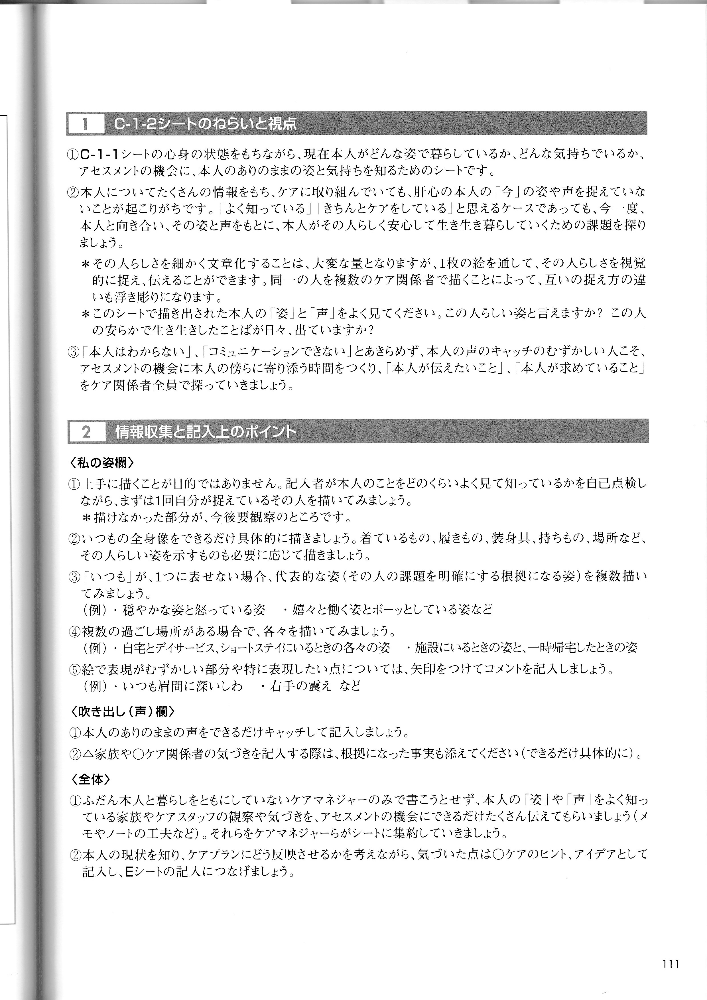 1 C-1-2シートのねらいと視点
①C-1-1シートの心身の状態をもちながら、現在本人がどんな姿で暮らしているか、どんな気持ちでいるか、
アセスメントの機会に、本人のありのままの姿と気持ちを知るためのシートです。
②本人についてたくさんの情報をもち、ケアに取り組んでいても、肝心の本人の「今」の姿や声を捉えていな
いことが起こりがちです。「よく知っている」「きちんとケアをしている」と思えるケースであっても、今一度、
本人と向き合い、その姿と声をもとに、本人がその人らしく安心して生き生き暮らしていくための課題を探り
ましょう。
＊その人らしさを細かく文章化することは、大変な量となりますが、1枚の絵を通して、その人らしさを視覚
的に捉え、伝えることができます。同一の人を複数のケア関係者で描くことによって、互いの捉え方の違
いも浮き彫りになります。
＊このシートで描き出された本人の「姿」と「声」をよく見てください。この人らしい姿と言えますか? この人
の安らかで生き生きしたことばが日々、出ていますか?
③「本人はわからない」、「コミュニケーションできない」とあきらめず、本人の声のキャッチのむずかしい人こそ、
アセスメントの機会に本人の傍らに寄り添う時間をつくり、「本人が伝えたいこと」、「本人が求めていること」
をケア関係者全員で探っていきましょう。
2 情報収集と記入上のポイント
〈私の姿欄〉
①上手に描くことが目的ではありません。記入者が本人のことをどのくらいよく見て知っているかを自己点検し
ながら、まずは1回自分が捉えているその人を描いてみましょう。
＊描けなかった部分が、今後要観察のところです。
②いつもの全身像をできるだけ具体的に描きましょう。着ているもの、履きもの、装身具、持ちもの、場所など、
その人らしい姿を示すものも必要に応じて描きましょう。
③「いつも」が、1つに表せない場合、代表的な姿（その人の課題を明確にする根拠になる姿）を複数描い
てみましょう。
（例）・穏やかな姿と怒っている姿　・嬉々と働く姿とボーッとしている姿など
④複数の過ごし場所がある場合で、各々を描いてみましょう。
（例）・自宅とデイサービス、ショートステイにいるときの各々の姿　・施設にいるときの姿と、一時帰宅したときの姿
⑤絵で表現がむずかしい部分や特に表現したい点については、矢印をつけてコメントを記入しましょう。
（例）・いつも眉間に深いしわ　・右手の震え など
〈吹き出し（声）欄〉
①本人のありのままの声をできるだけキャッチして記入しましょう。
②△家族や○ケア関係者の気づきを記入する際は、根拠になった事実も添えてください（できるだけ具体的に）。
〈全体〉
①ふだん本人と暮らしをともにしていないケアマネジャーのみで書こうとせず、本人の「姿」や「声」をよく知っ
ている家族やケアスタッフの観察や気づきを、アセスメントの機会にできるだけたくさん伝えてもらいましょう（メ
モやノートの工夫など）。それらをケアマネジャーらがシートに集約していきましょう。
②本人の現状を知り、ケアプランにどう反映させるかを考えながら、気づいた点は○ケアのヒント、アイデアとして
記入し、Eシートの記入につなげましょう。
111